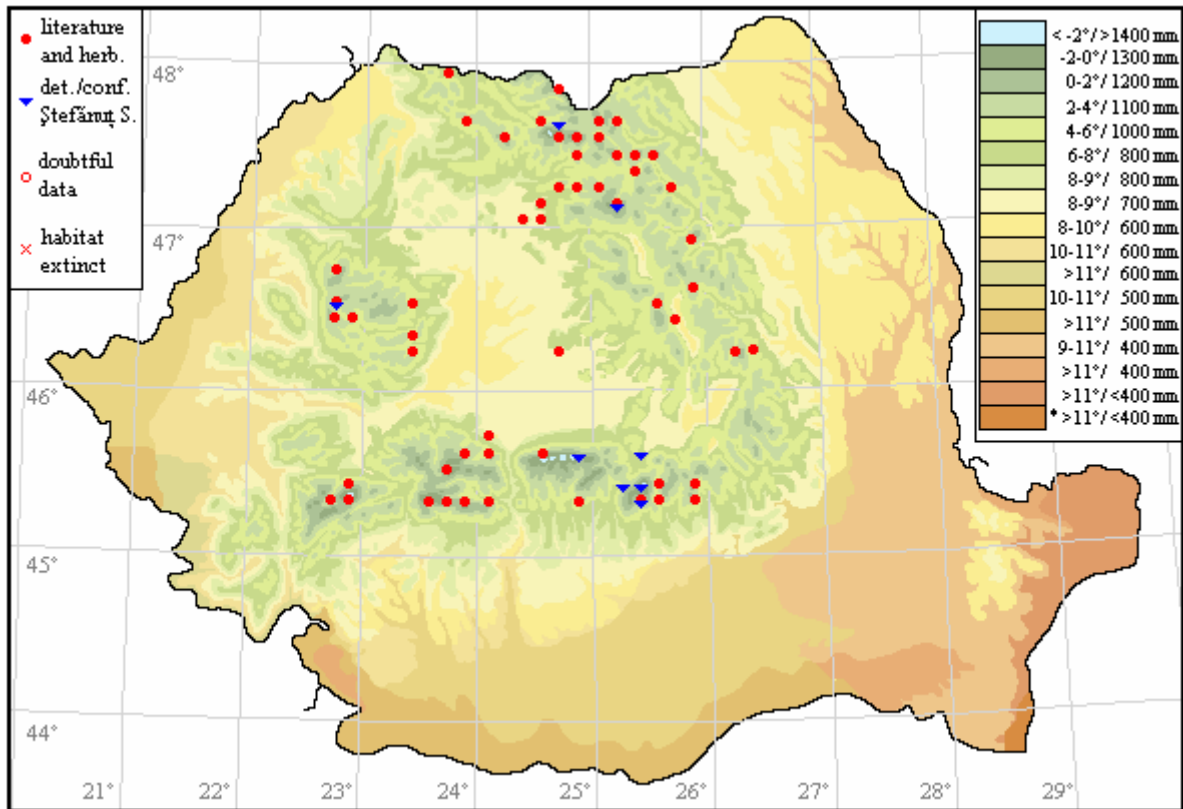 literature
and herb.
det./conf.
Ştefănuţ S.
doubtful
data
habitat
extinct
< -2°/>1400 mm
-2-0°/ 1300 mm
0-2°/ 1200 mm
2-4°/ 1100 mm
4-6°/ 1000 mm
6-8°/ 800 mm
8-9°/ 800 mm
8-9°/ 700 mm
8-10°/ 600 mm
10-11°/ 600 mm
>11°/ 600 mm
10-11°/ 500 mm
>11°/ 500 mm
9-11°/ 400 mm
>11°/ 400 mm
>11°/<400 mm
* >11°/<400 mm
48°
47°
46°
45°
44°
21°
22°
23°
24°
25°
26°
27°
28°
29°